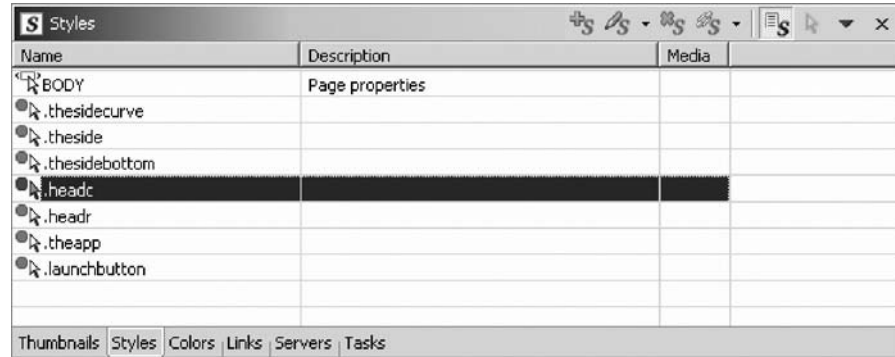 S Styles
Name Description Media
BODY Page properties
.thesidecurve
.theside
.thesidebottom
.headc
.headr
.theapp
.launchbutton
Thumbnails Styles Colors Links Servers Tasks